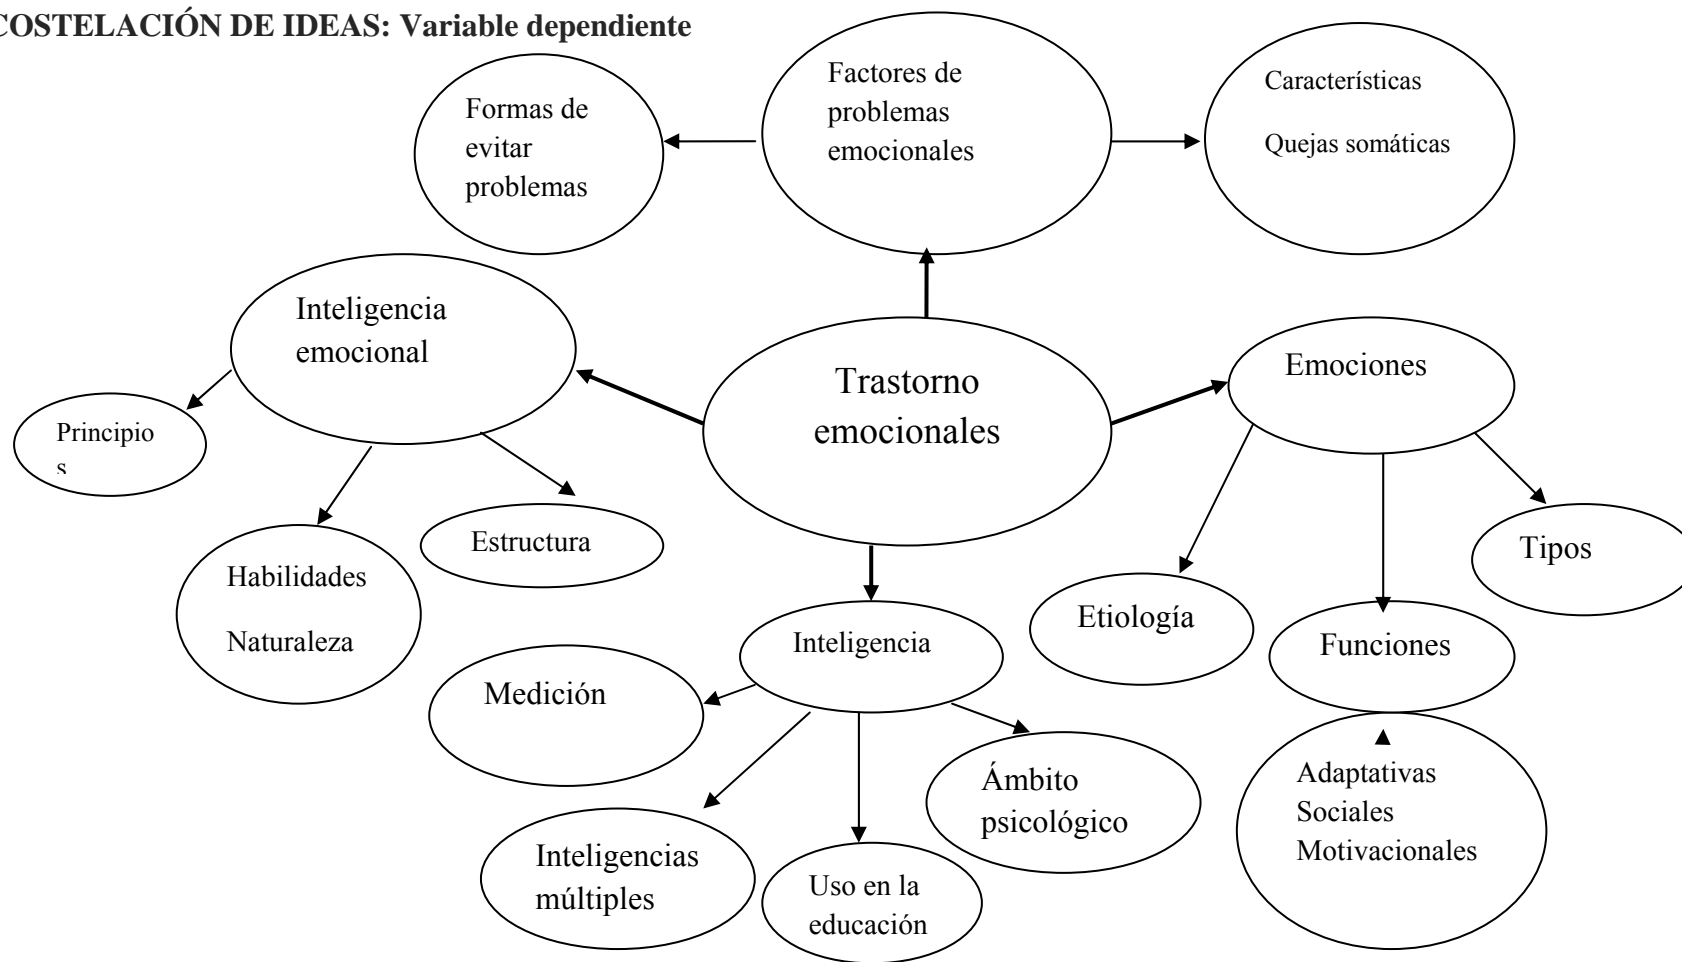 COSTELACIÓN DE IDEAS: Variable dependiente
Formas de
evitar
problemas
Factores de
problemas
emocionales
Características
Quejas somáticas
Inteligencia
emocional
Trastorno
emocionales
Emociones
Principio
s
Habilidades
Naturaleza
Estructura
Inteligencia
Etiología
Funciones
Tipos
Medición
Ámbito
psicológico
Adaptativas
Sociales
Motivacionales
Inteligencias
múltiples
Uso en la
educación